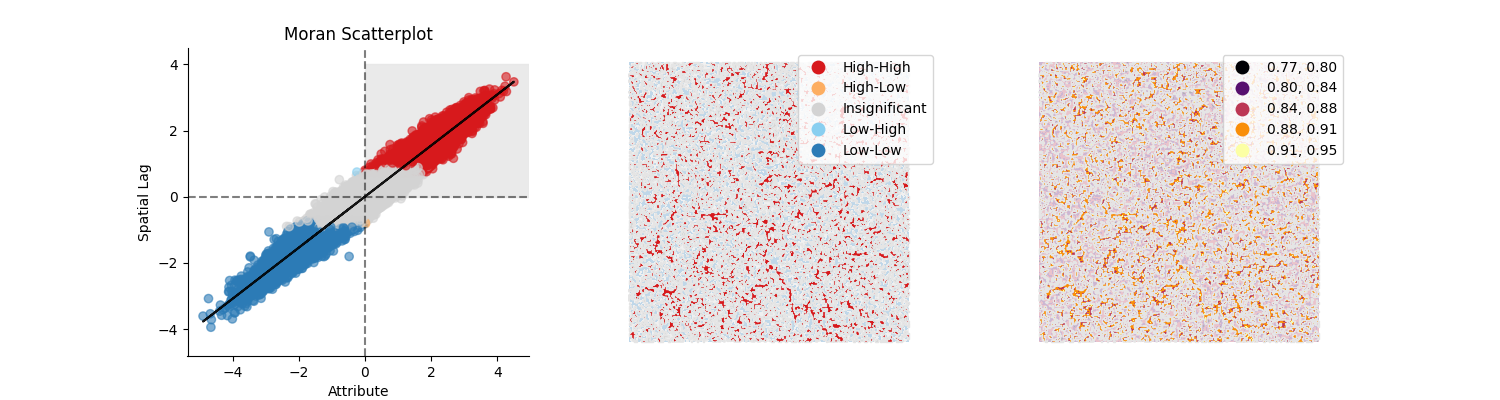 Moran Scatterplot
4
2
0
−2
−4
Spatial Lag
−4 −2 0 2 4
Attribute
High-High
High-Low
Insignificant
Low-High
Low-Low
0.77, 0.80
0.80, 0.84
0.84, 0.88
0.88, 0.91
0.91, 0.95